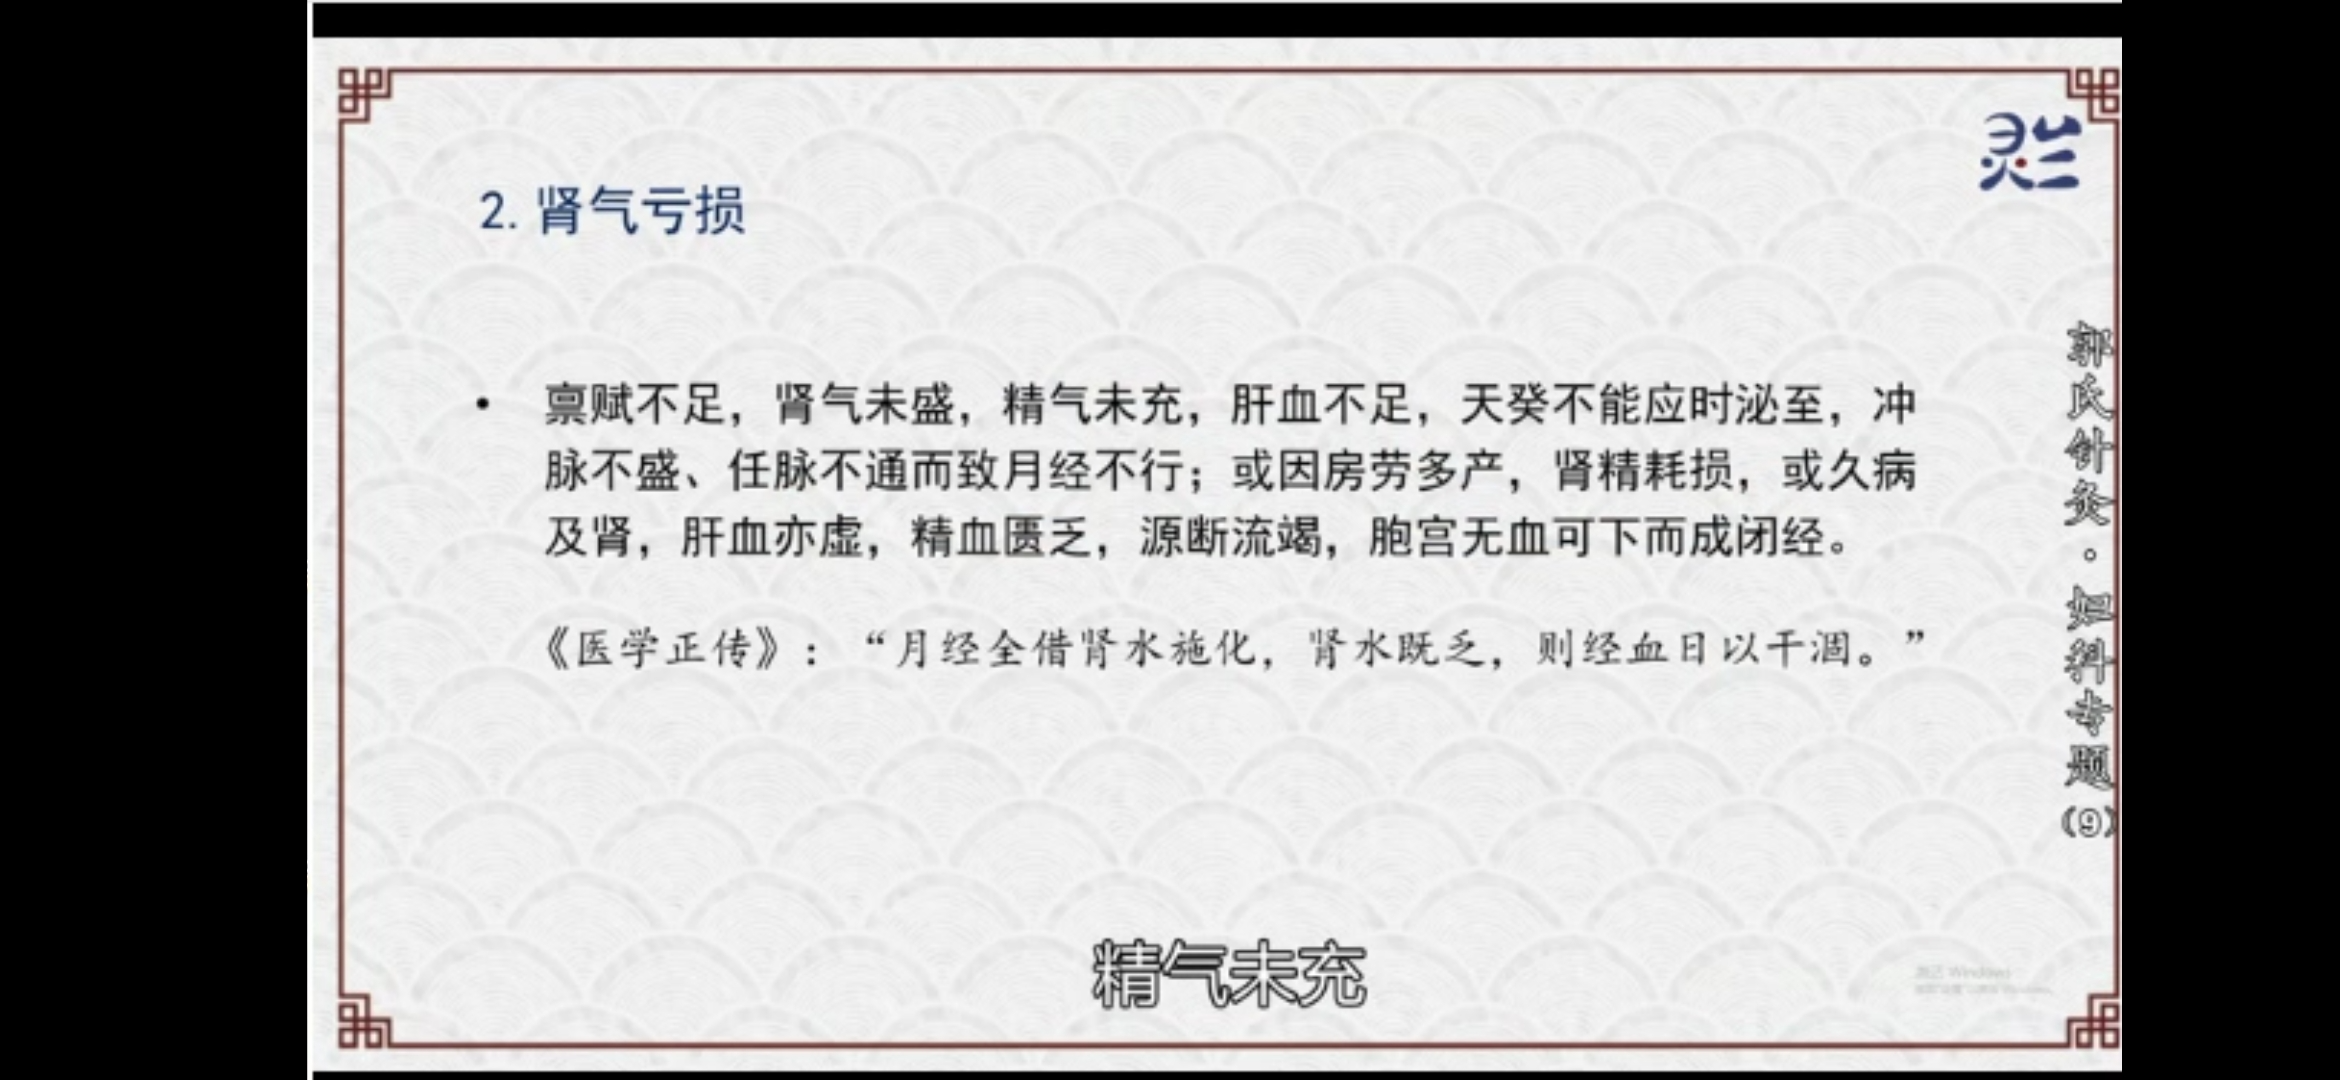 灵兰
2. 肾气亏损
• 禀赋不足，肾气未盛，精气未充，肝血不足，天癸不能应时泌至，冲
脉不盛、任脉不通而致月经不行；或因房劳多产，肾精耗损，或久病
及肾，肝血亦虚，精血匮乏，源断流竭，胞宫无血可下而成闭经。
《医学正传》：“月经全借肾水施化，肾水既乏，则经血日以干涸。”
郭氏针灸·妇科专题(9)
精气未充
激活 Windows